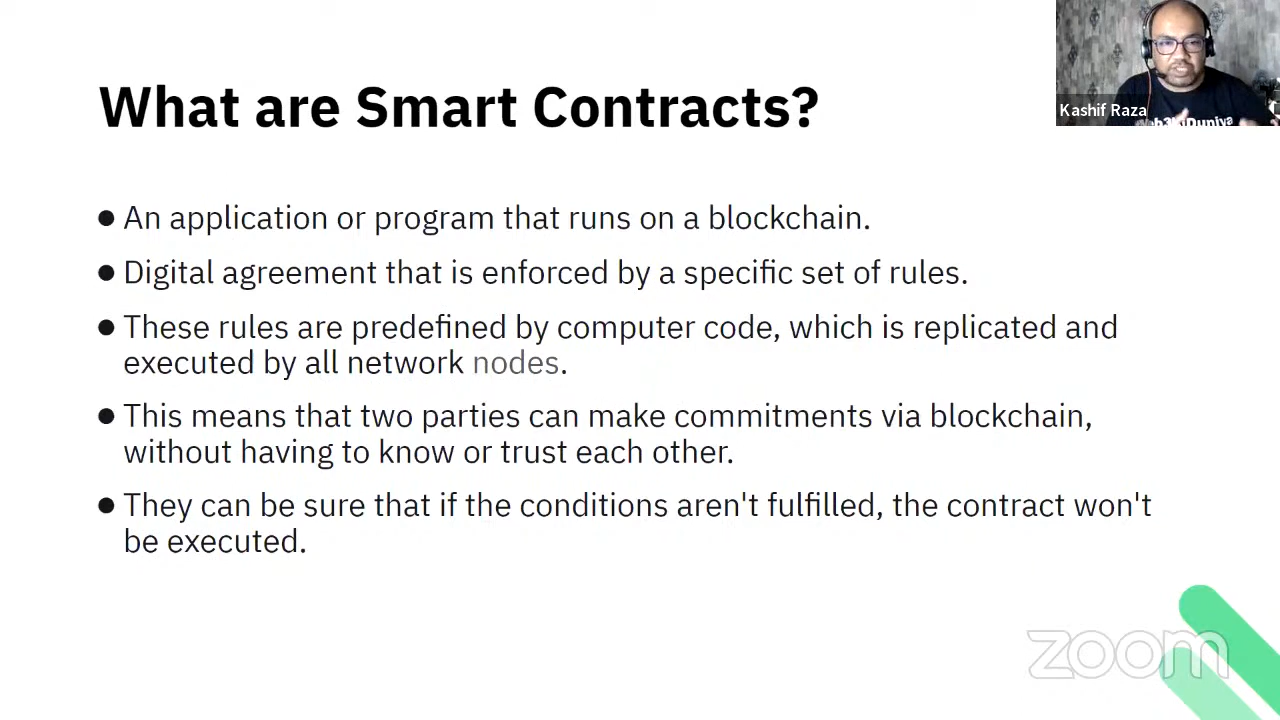 What are Smart Contracts?
Kashif Raza
● An application or program that runs on a blockchain.
● Digital agreement that is enforced by a specific set of rules.
● These rules are predefined by computer code, which is replicated and
executed by all network nodes.
● This means that two parties can make commitments via blockchain,
without having to know or trust each other.
● They can be sure that if the conditions aren't fulfilled, the contract won't
be executed.
zoom